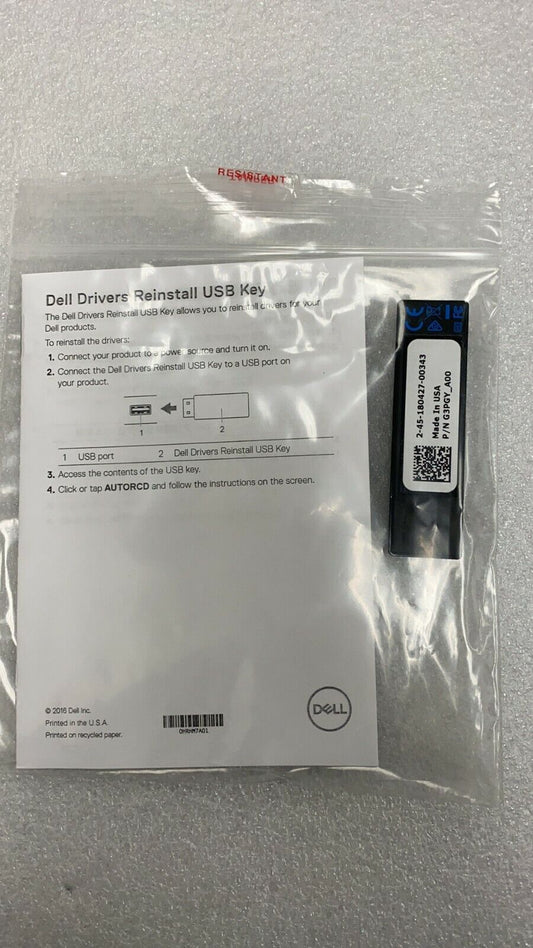 RESISTANT
Dell Drivers Reinstall USB Key
The Dell Drivers Reinstall USB Key allows you to reinstall drivers for your
Dell products.
To reinstall the drivers:
1. Connect your product to a power source and turn it on.
2. Connect the Dell Drivers Reinstall USB Key to a USB port on
your product.
1
2
1 USB port 2 Dell Drivers Reinstall USB Key
3. Access the contents of the USB key.
4. Click or tap AUTORCD and follow the instructions on the screen.
© 2016 Dell Inc.
Printed in the U.S.A.
Printed on recycled paper.
0HRHM7A01
DELL
CE
2-45-180427-00343
Made In USA
P/N G3PGY_A00